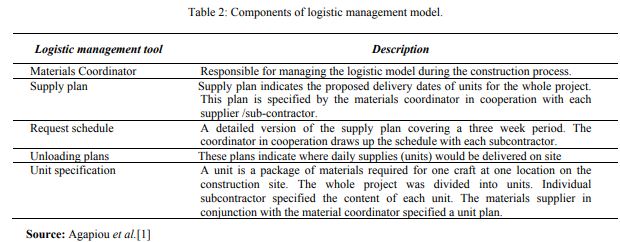 Table 2: Components of logistic management model.
Logistic management tool Description
Materials Coordinator Responsible for managing the logistic model during the construction process.
Supply plan Supply plan indicates the proposed delivery dates of units for the whole project.
This plan is specified by the materials coordinator in cooperation with each
supplier /sub-contractor.
Request schedule A detailed version of the supply plan covering a three week period. The
coordinator in cooperation draws up the schedule with each subcontractor.
Unloading plans These plans indicate where daily supplies (units) would be delivered on site
Unit specification A unit is a package of materials required for one craft at one location on the
construction site. The whole project was divided into units. Individual
subcontractor specified the content of each unit. The materials supplier in
conjunction with the material coordinator specified a unit plan.
Source: Agapiou et al.[1]